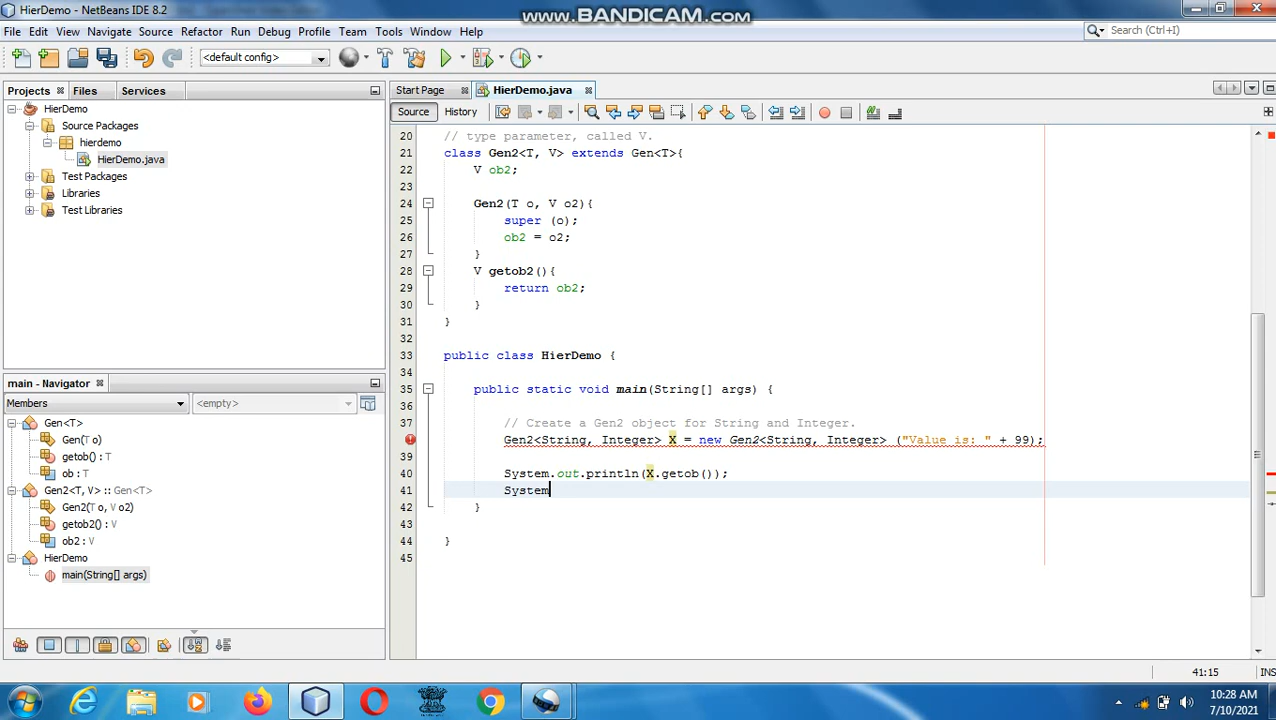 HierDemo - NetBeans IDE 8.2
www.BANDICAM.com
File Edit View Navigate Source Refactor Run Debug Profile Team Tools Window Help
Search (Ctrl+I)
<default config>
Projects Files Services
Start Page HierDemo.java
Source History
HierDemo
Source Packages
hierdemo
HierDemo.java
Test Packages
Libraries
Test Libraries
main - Navigator
Members <empty>
Gen<T>
Gen(T o)
getob() : T
ob : T
Gen2<T, V> :: Gen<T>
Gen2(T o, V o2)
getob2() : V
ob2 : V
HierDemo
main(String[] args)
20 // type parameter, called V.
21 class Gen2<T, V> extends Gen<T>{
22 V ob2;
23
24 Gen2(T o, V o2){
25 super (o);
26 ob2 = o2;
27 }
28 V getob2(){
29 return ob2;
30 }
31 }
32
33 public class HierDemo {
34
35 public static void main(String[] args) {
36
37 // Create a Gen2 object for String and Integer.
Gen2<String, Integer> X = new Gen2<String, Integer> ("Value is: " + 99);
39
40 System.out.println(X.getob());
41 System
42 }
43
44 }
45
41:15 INS
10:28 AM
7/10/2021